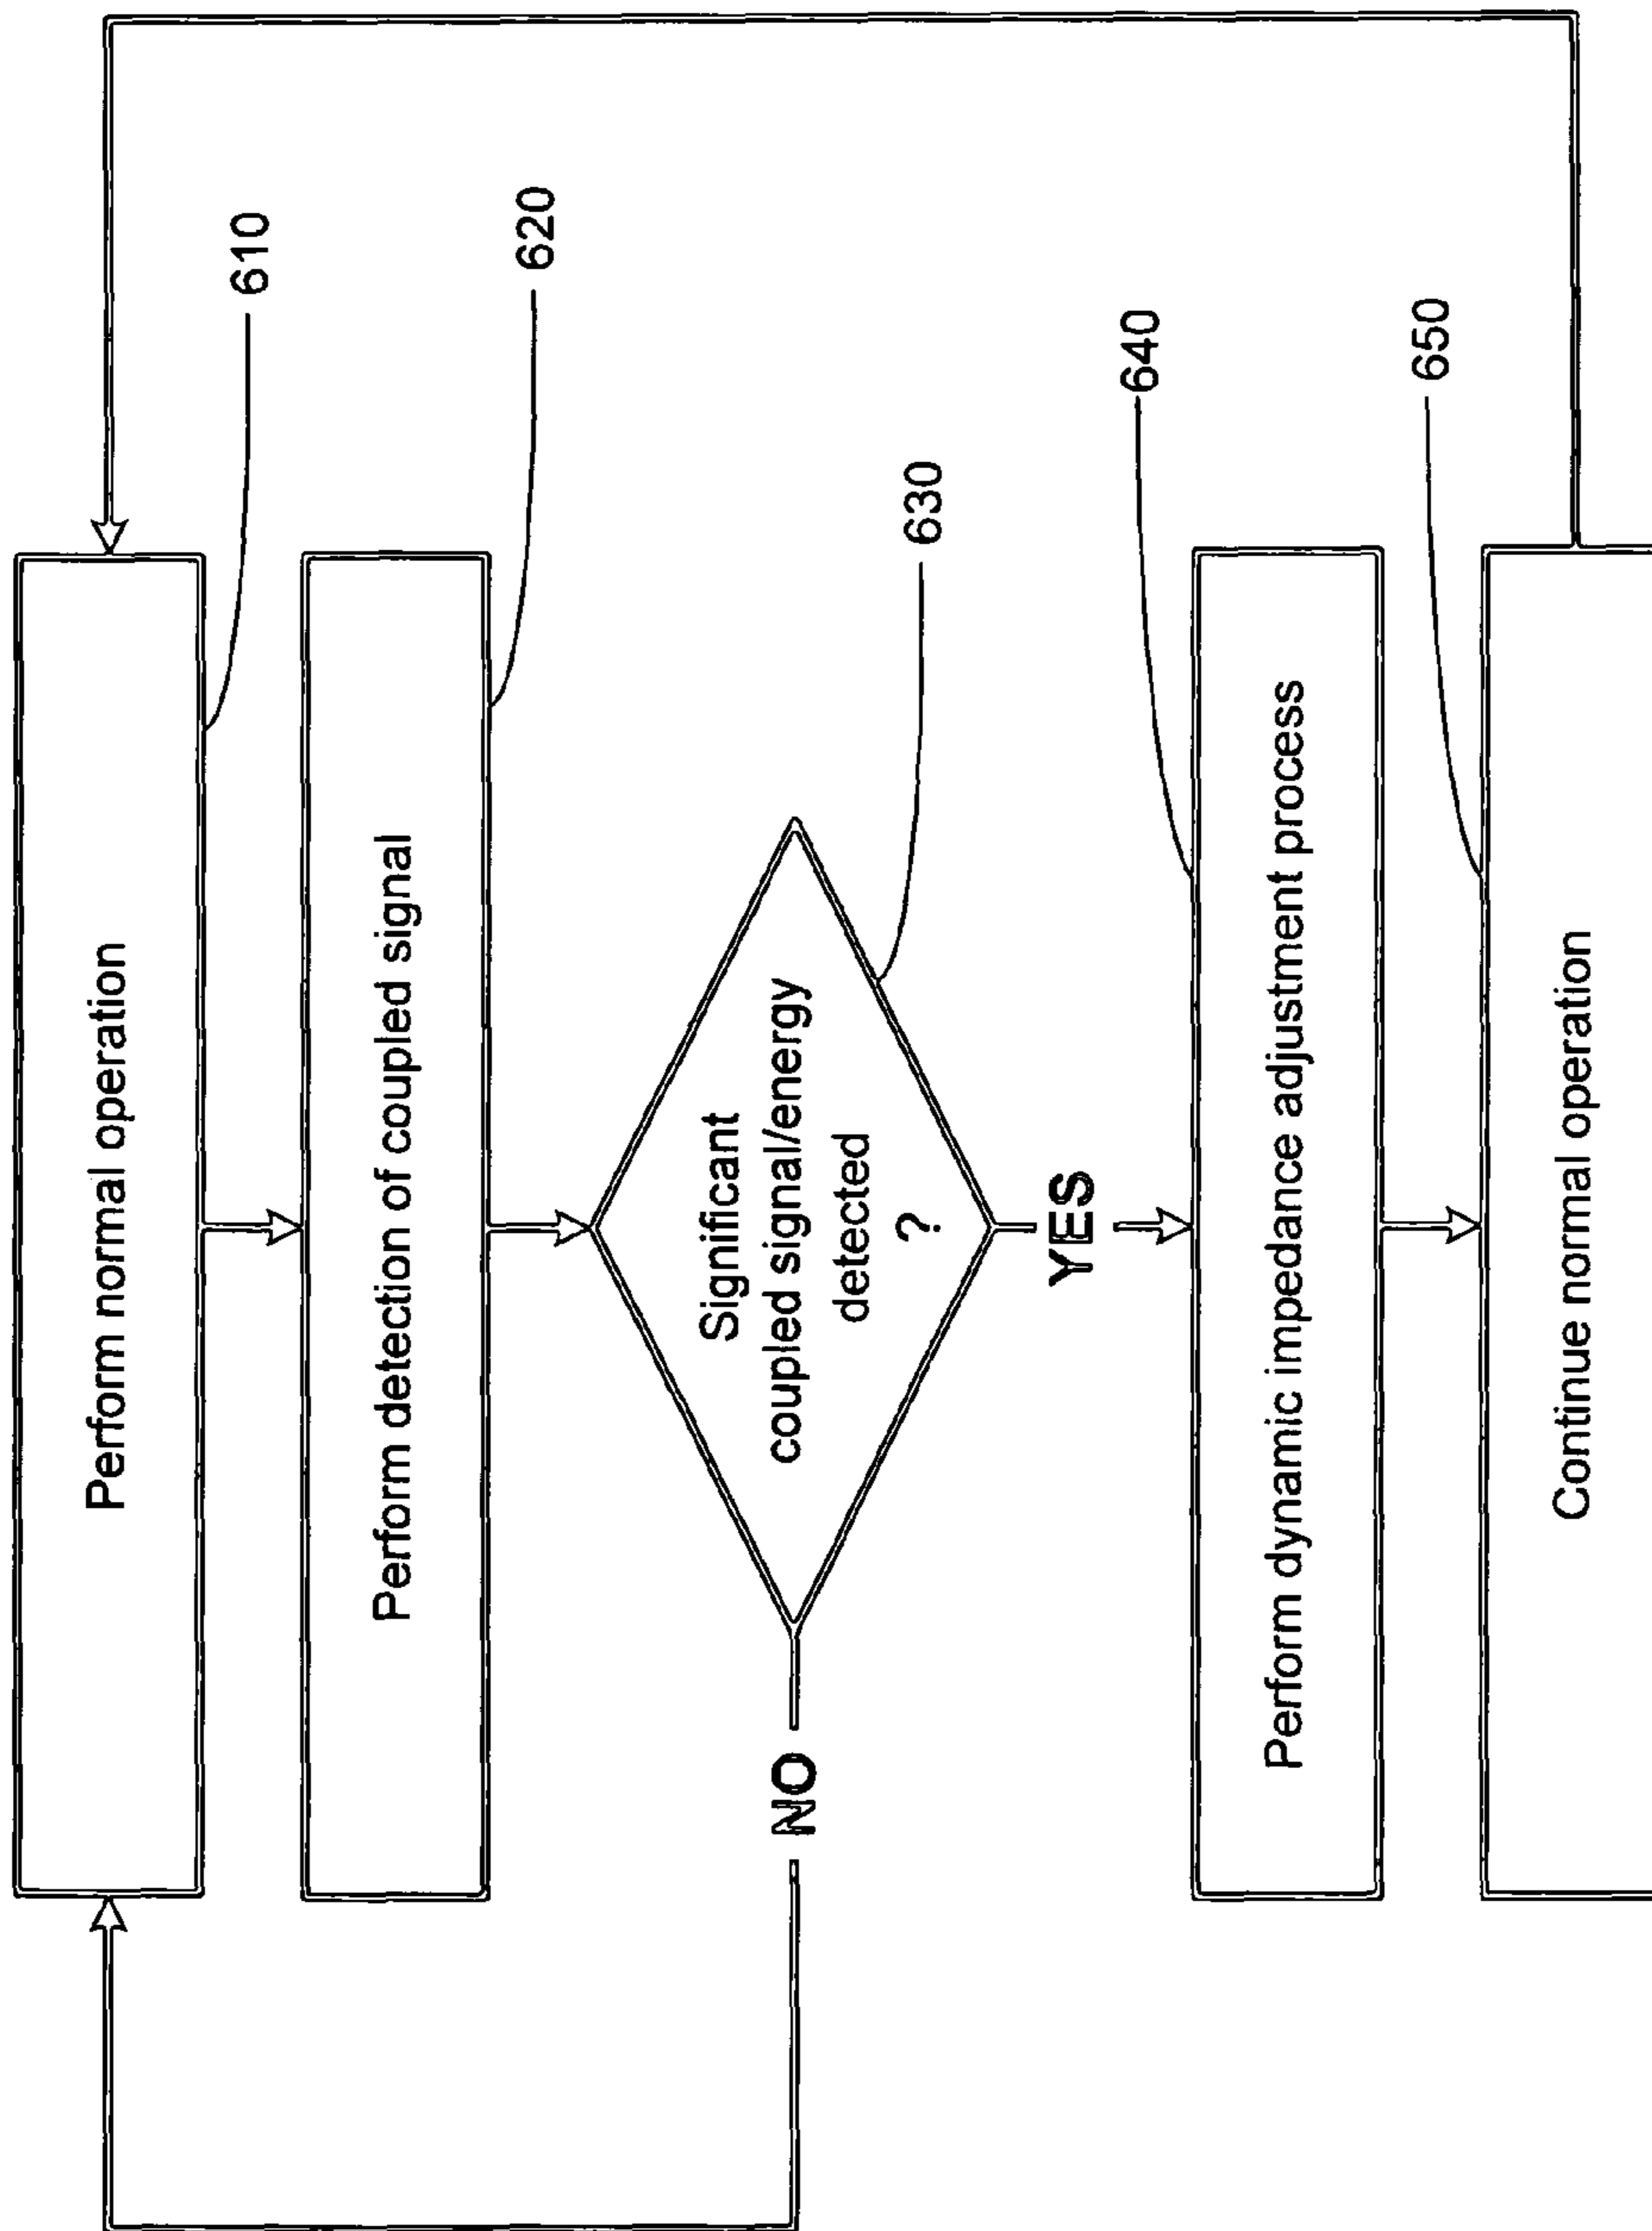 Perform normal operation
610
Perform detection of coupled signal
620
Significant
coupled signal/energy
detected
?
630
NO
YES
640
Perform dynamic impedance adjustment process
650
Continue normal operation